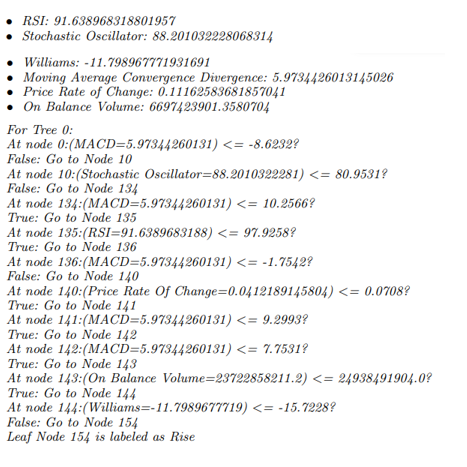 • RSI: 91.638968318801957
• Stochastic Oscillator: 88.201032228068314
• Williams: -11.798967771931691
• Moving Average Convergence Divergence: 5.9734426013145026
• Price Rate of Change: 0.11162583681857041
• On Balance Volume: 6697423901.3580704
For Tree 0:
At node 0:(MACD=5.97344260131) <= -8.6232?
False: Go to Node 10
At node 10:(Stochastic Oscillator=88.2010322281) <= 80.9531?
False: Go to Node 134
At node 134:(MACD=5.97344260131) <= 10.2566?
True: Go to Node 135
At node 135:(RSI=91.6389683188) <= 97.9258?
True: Go to Node 136
At node 136:(MACD=5.97344260131) <= -1.7542?
False: Go to Node 140
At node 140:(Price Rate Of Change=0.0412189145804) <= 0.0708?
True: Go to Node 141
At node 141:(MACD=5.97344260131) <= 9.2993?
True: Go to Node 142
At node 142:(MACD=5.97344260131) <= 7.7531?
True: Go to Node 143
At node 143:(On Balance Volume=23722858211.2) <= 24938491904.0?
True: Go to Node 144
At node 144:(Williams=-11.7989677719) <= -15.7228?
False: Go to Node 154
Leaf Node 154 is labeled as Rise